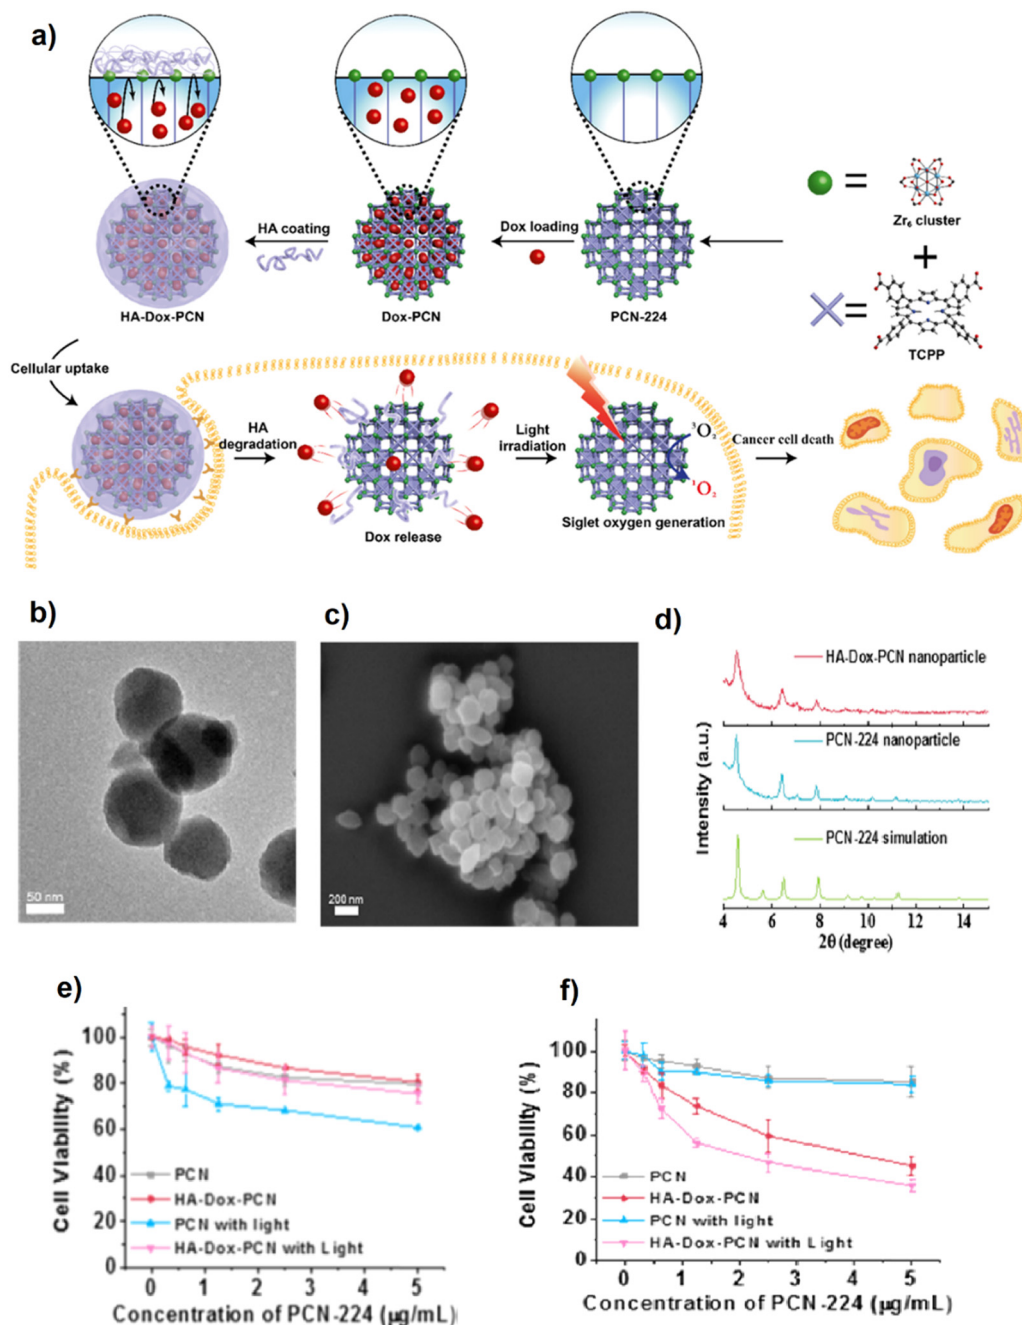 a)
HA coating
Dox loading
=
Zr₆ cluster
+
=
TCPP
HA-Dox-PCN
Dox-PCN
PCN-224
Cellular uptake
HA
degradation
Dox release
Light
irradiation
³O₂
¹O₂
Siglet oxygen generation
Cancer cell death
b)
50 nm
c)
200 nm
d)
HA-Dox-PCN nanoparticle
PCN-224 nanoparticle
PCN-224 simulation
Intensity (a.u.)
4 6 8 10 12 14
2θ (degree)
e)
Cell Viability (%)
100
80
60
40
20
0
PCN
HA-Dox-PCN
PCN with light
HA-Dox-PCN with Light
0 1 2 3 4 5
Concentration of PCN-224 (µg/mL)
f)
Cell Viability (%)
100
80
60
40
20
0
PCN
HA-Dox-PCN
PCN with light
HA-Dox-PCN with Light
0 1 2 3 4 5
Concentration of PCN-224 (µg/mL)